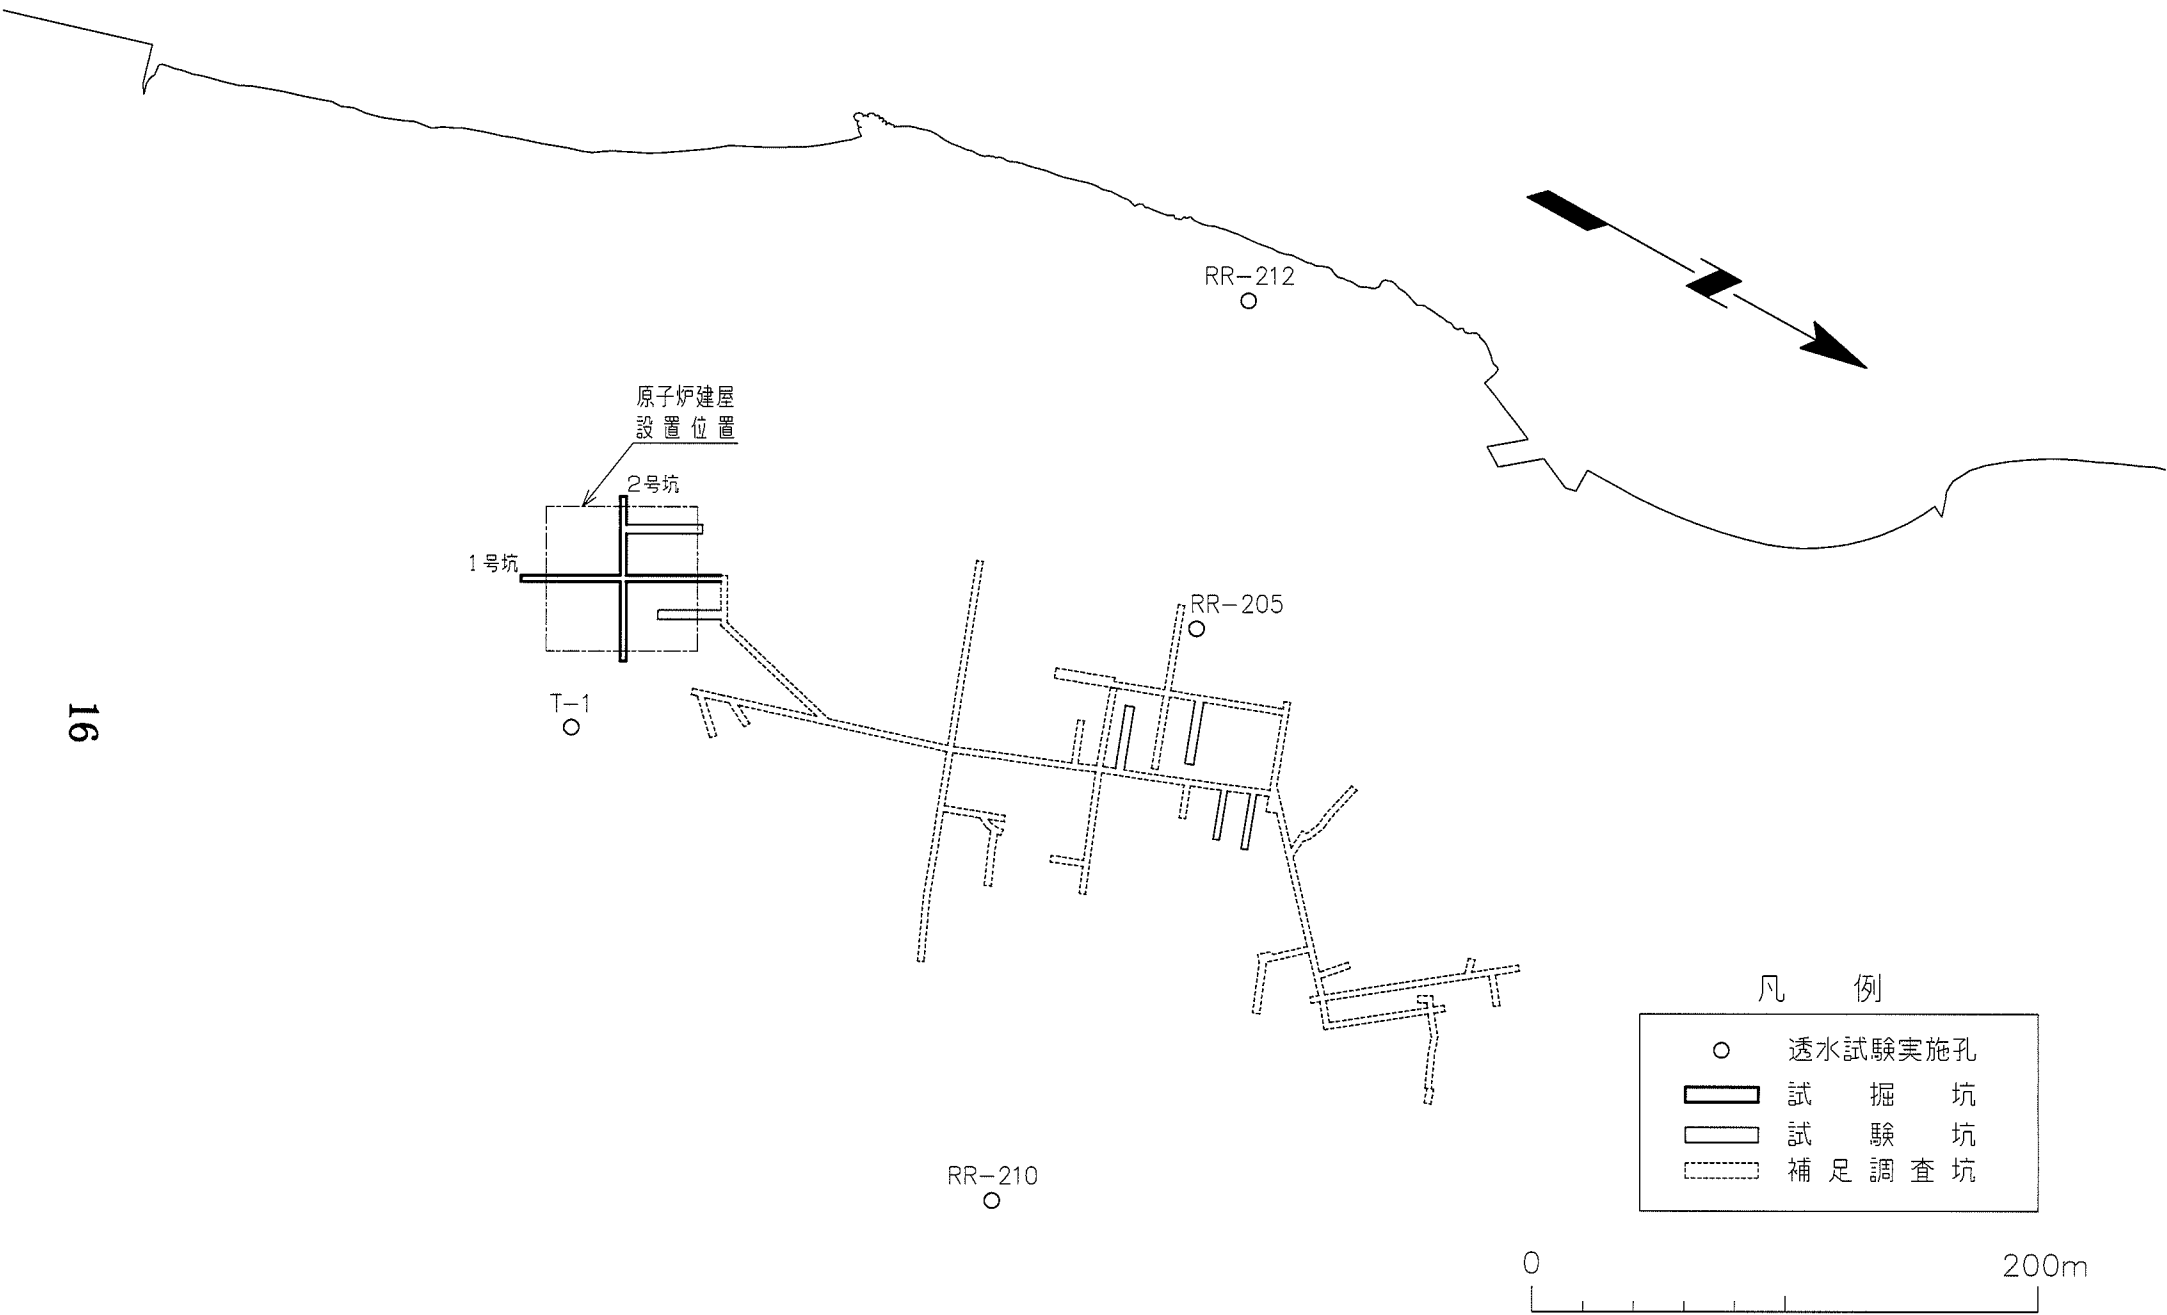 RR-212
原子炉建屋
設置位置
2号坑
1号坑
RR-205
T-1
16
RR-210
凡 例
透水試験実施孔
試掘坑
試験坑
補足調査坑
0 200m